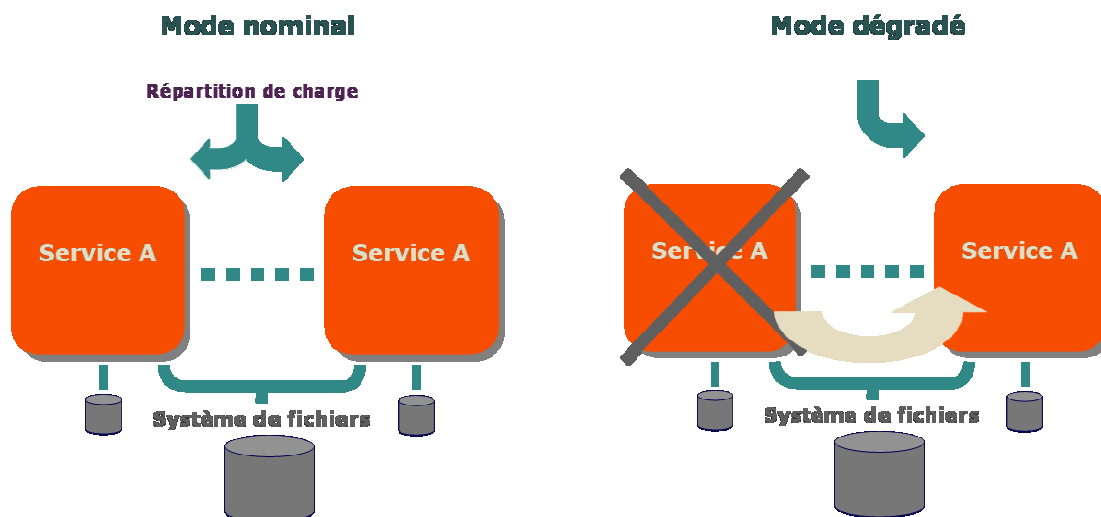 Mode nominal
Mode dégradé
Répartition de charge
Service A
Service A
Service A
Service A
Système de fichiers
Système de fichiers